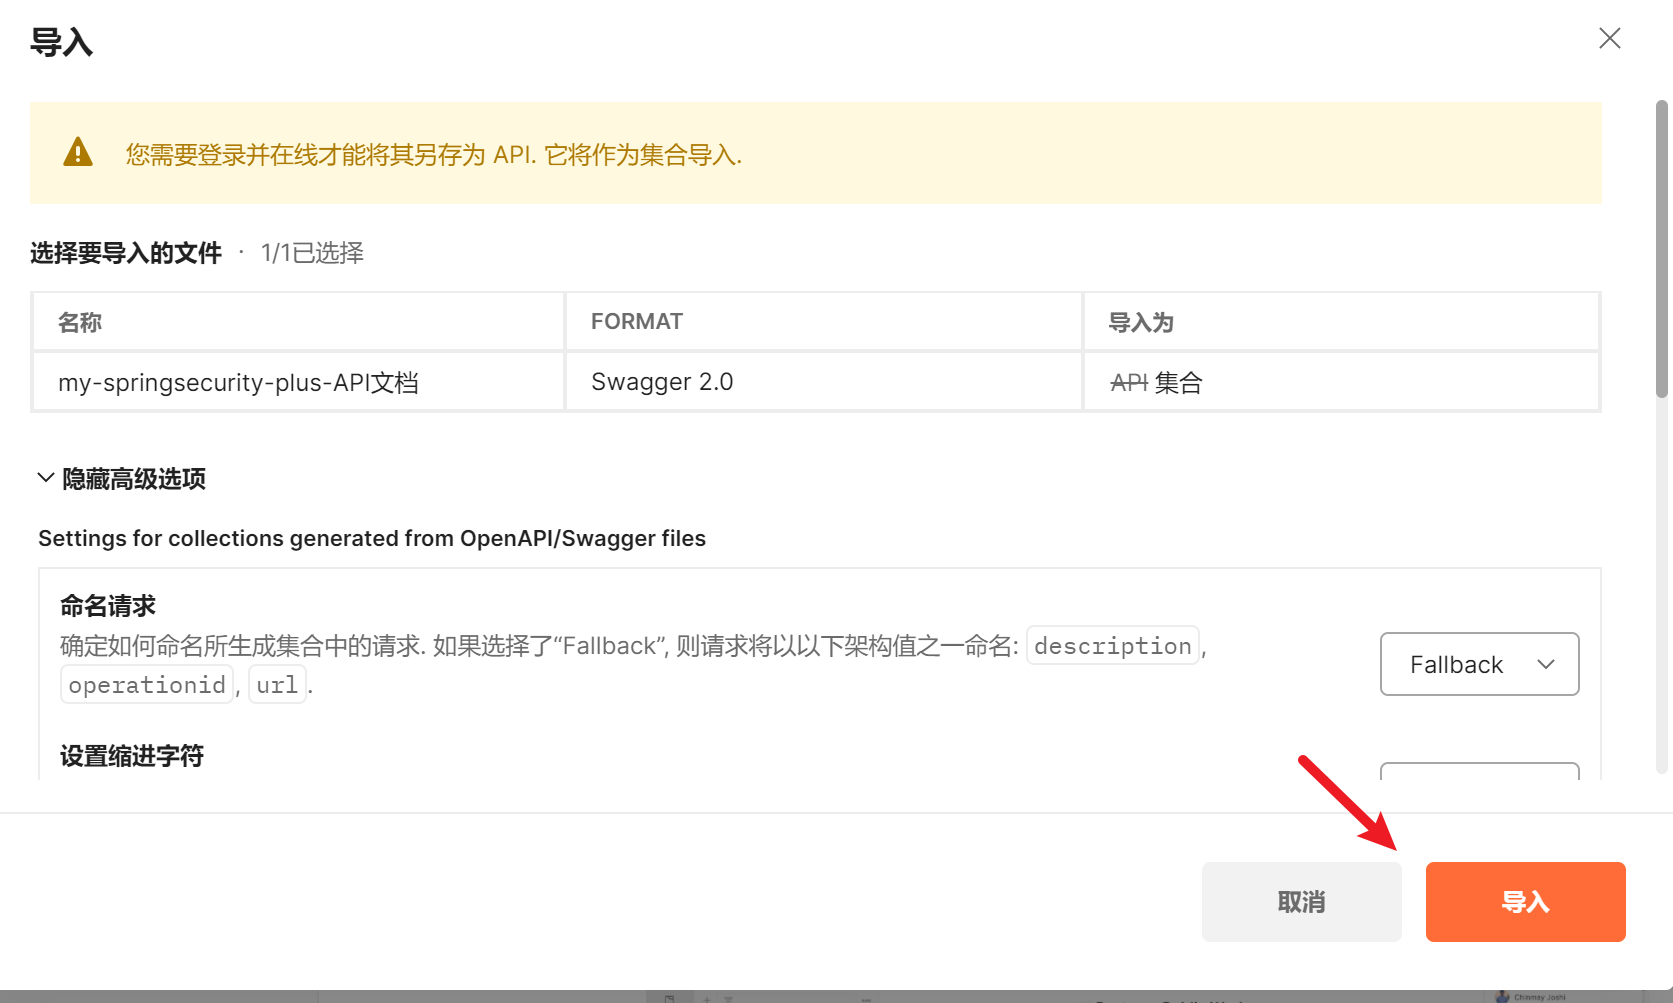 导入
您需要登录并在线才能将其另存为 API. 它将作为集合导入.
选择要导入的文件 · 1/1已选择
名称 FORMAT 导入为
my-springsecurity-plus-API文档 Swagger 2.0 API 集合
隐藏高级选项
Settings for collections generated from OpenAPI/Swagger files
命名请求
确定如何命名所生成集合中的请求. 如果选择了“Fallback”, 则请求将以以下架构值之一命名: description,
operationid, url.
Fallback
设置缩进字符
取消 导入
Chinmay Joshi